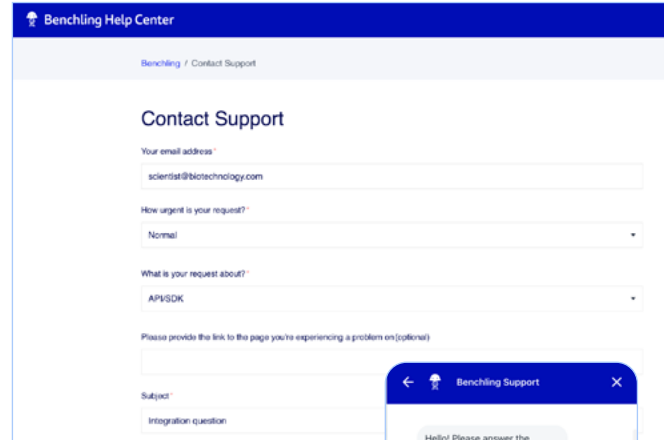 Benchling Help Center
Benchling / Contact Support
Contact Support
Your email address*
scientist@biotechnology.com
How urgent is your request?*
Normal
What is your request about?*
API/SDK
Please provide the link to the page you're experiencing a problem on(optional)
Subject*
Integration question
Benchling Support
Hello! Please answer the